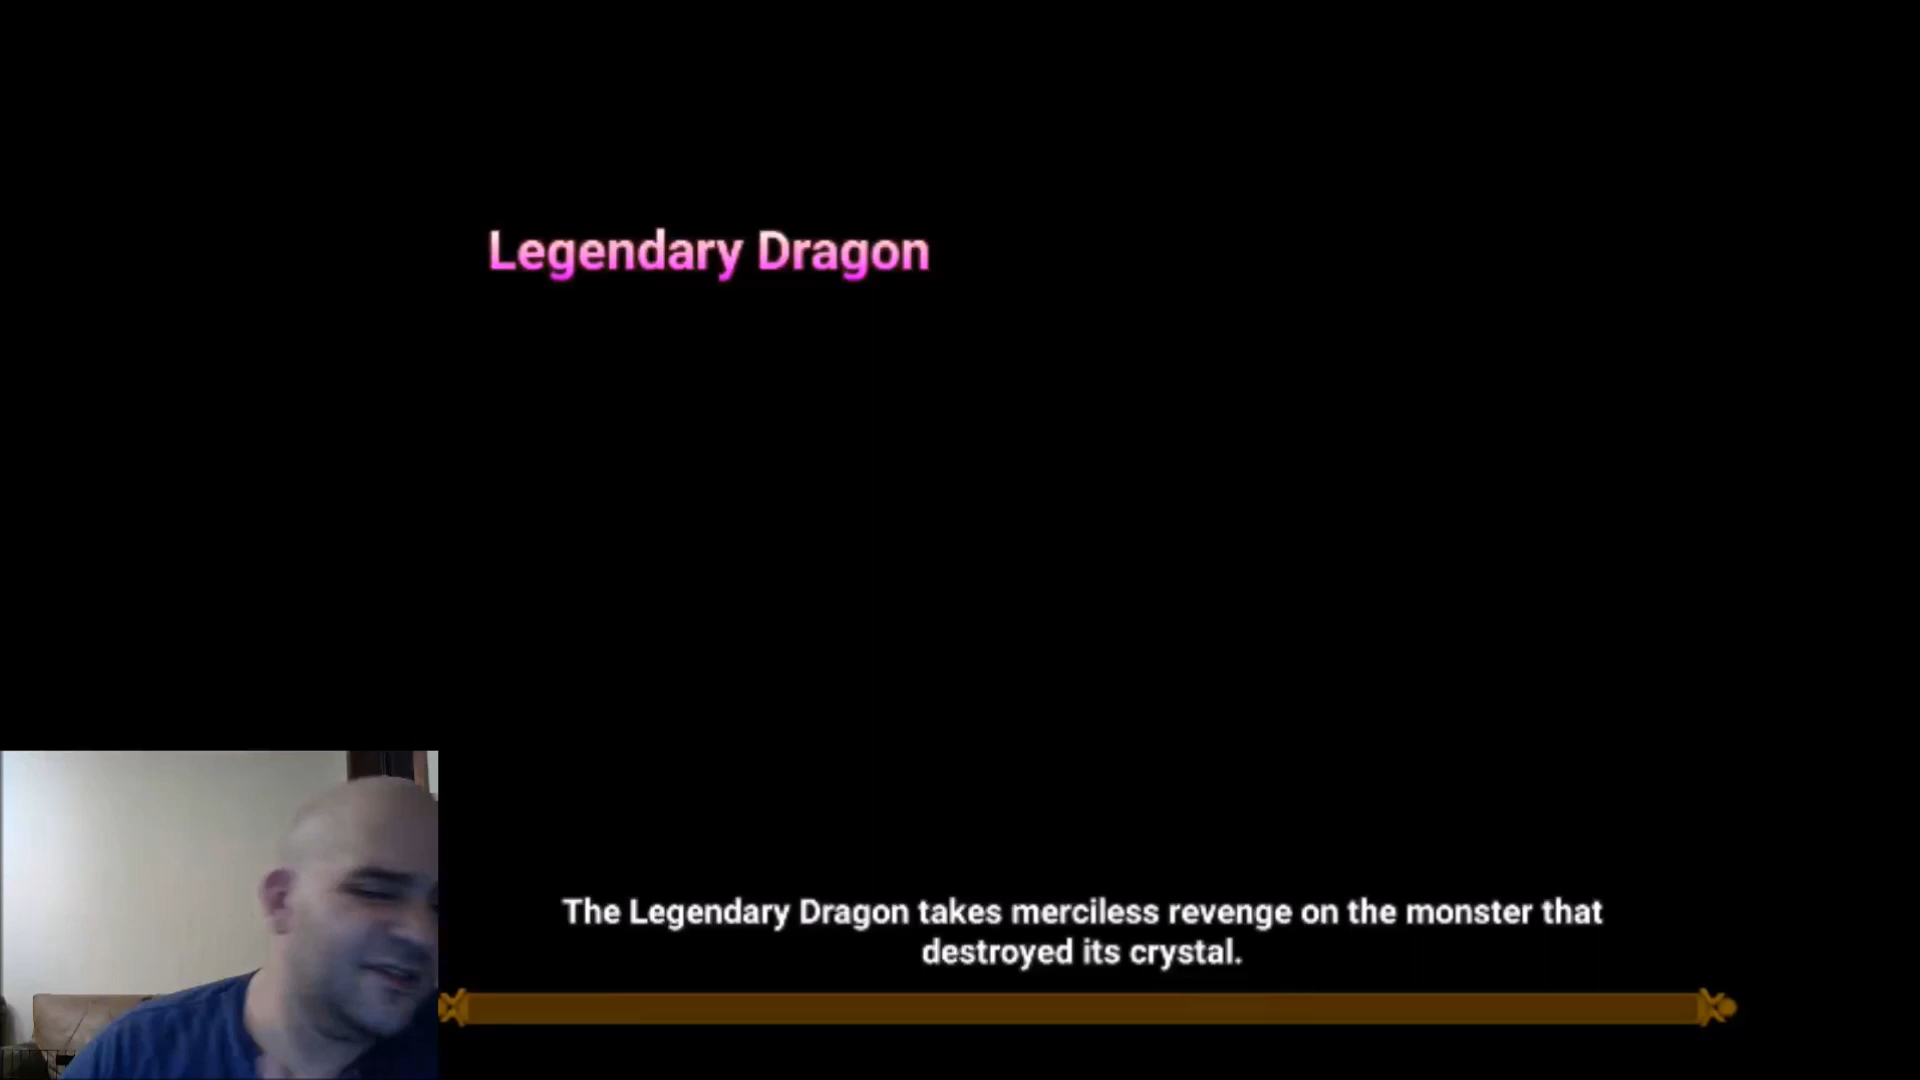 Legendary Dragon
The Legendary Dragon takes merciless revenge on the monster that
destroyed its crystal.